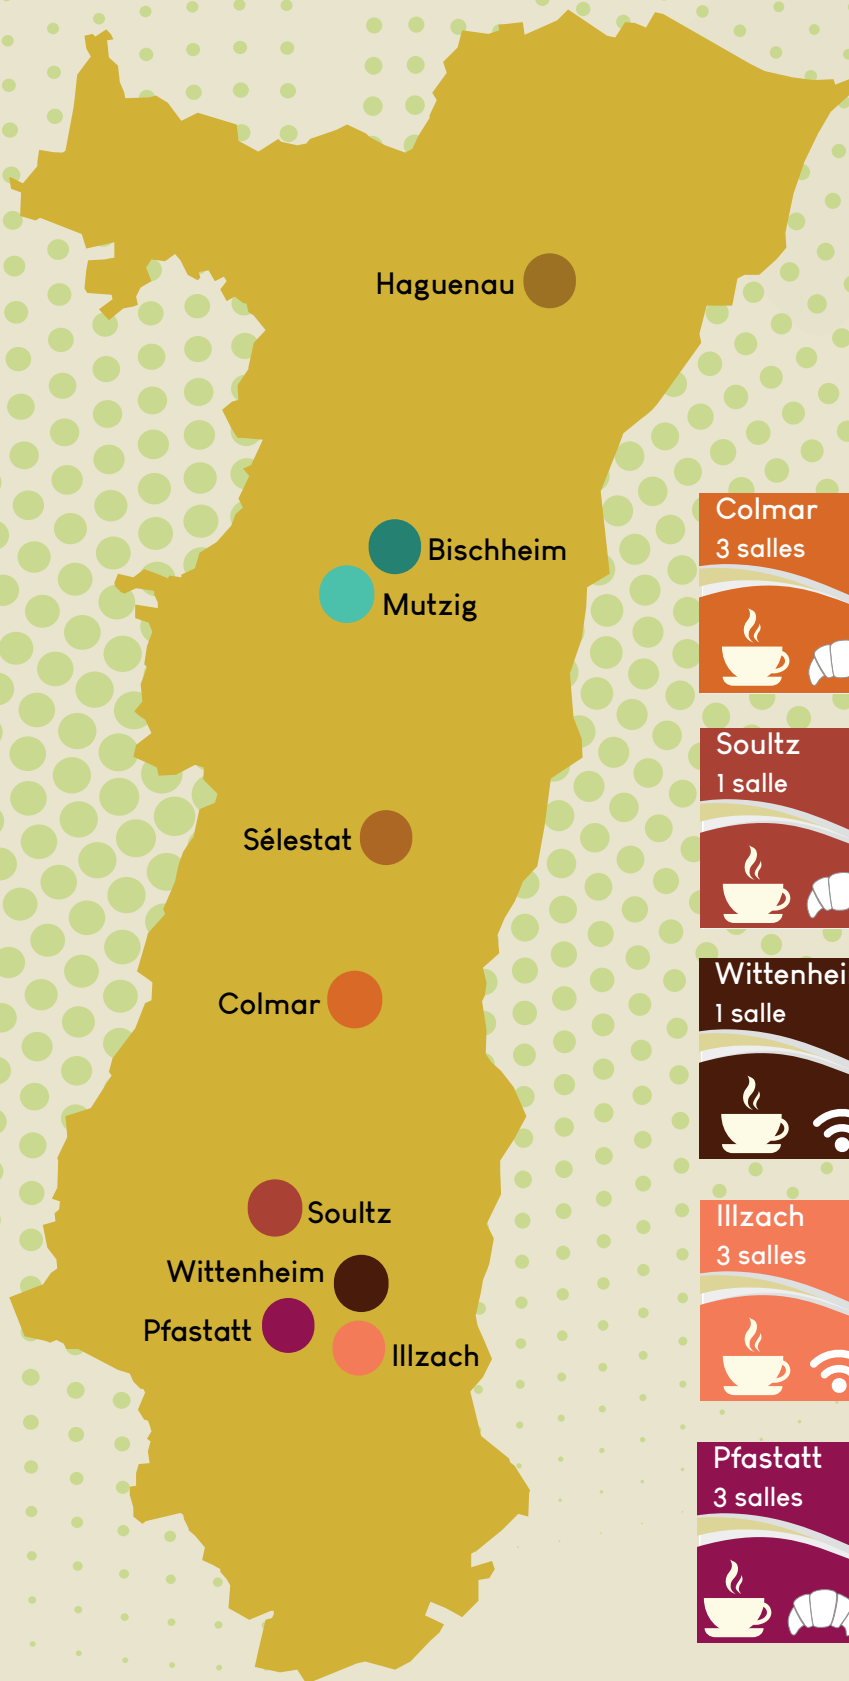 Haguenau
Bischheim
Mutzig
Sélestat
Colmar
Soultz
Wittenheim
Pfastatt
Illzach
Colmar
3 salles
Soultz
1 salle
Wittenhei
1 salle
Illzach
3 salles
Pfastatt
3 salles